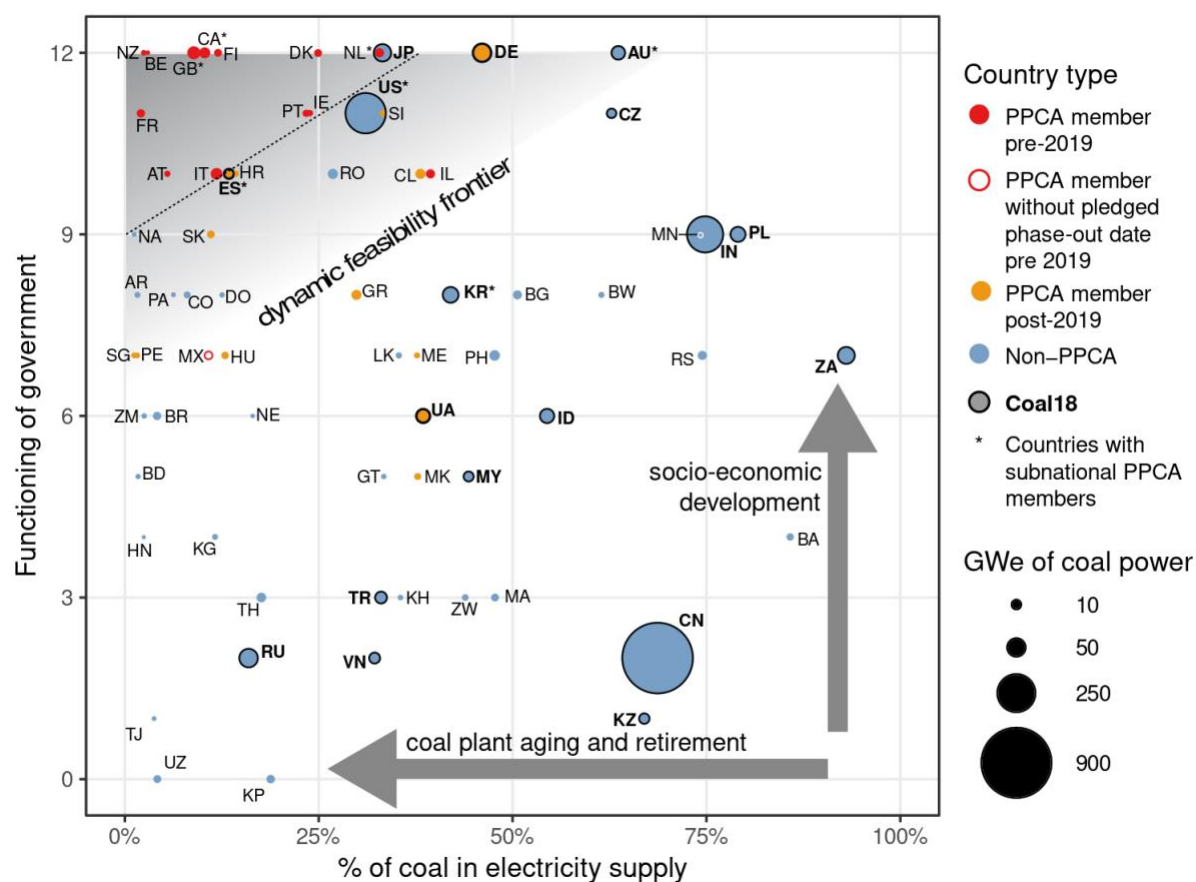 12
NZ
BE
CA*
GB*
FI
DK
NL*
JP
DE
AU*
US*
FR
PT
IE
SI
CZ
AT
IT
HR
ES*
RO
CL
IL
dynamic feasibility frontier
9
NA
SK
MN
IN
PL
AR
PA
CO
DO
GR
KR*
BG
BW
SG
PE
MX
HU
LK
ME
PH
RS
ZA
6
ZM
BR
NE
UA
ID
BD
GT
MK
MY
socio-economic
development
HN
KG
BA
3
TH
TR
KH
ZW
MA
RU
VN
CN
KZ
TJ
coal plant aging and retirement
UZ
KP
0
0%
25%
50%
75%
100%
% of coal in electricity supply
Functioning of government
Country type
PPCA member
pre-2019
PPCA member
without pledged
phase-out date
pre 2019
PPCA member
post-2019
Non-PPCA
Coal18
* Countries with
subnational PPCA
members
GWe of coal power
10
50
250
900